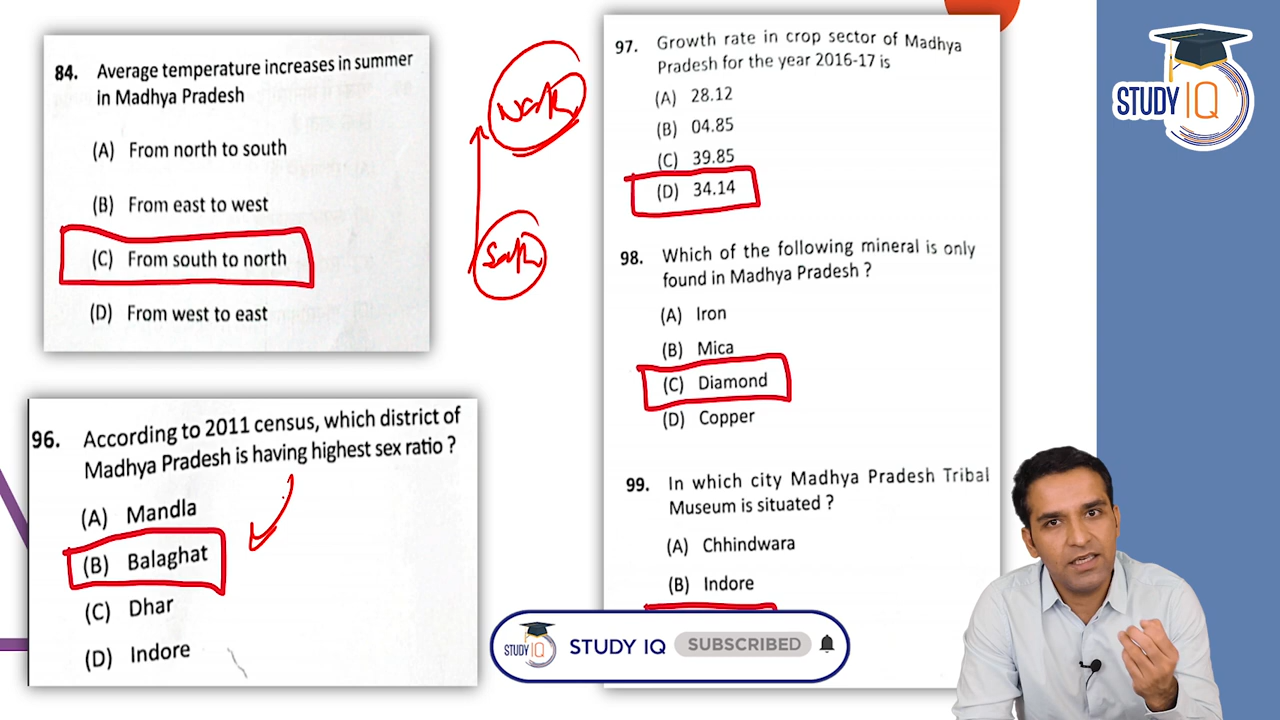 84. Average temperature increases in summer
in Madhya Pradesh
(A) From north to south
(B) From east to west
(C) From south to north
(D) From west to east
North
South
96. According to 2011 census, which district of
Madhya Pradesh is having highest sex ratio ?
(A) Mandla
(B) Balaghat
(C) Dhar
(D) Indore
97. Growth rate in crop sector of Madhya
Pradesh for the year 2016-17 is
(A) 28.12
(B) 04.85
(C) 39.85
(D) 34.14
98. Which of the following mineral is only
found in Madhya Pradesh ?
(A) Iron
(B) Mica
(C) Diamond
(D) Copper
99. In which city Madhya Pradesh Tribal
Museum is situated ?
(A) Chhindwara
(B) Indore
STUDY IQ
STUDY IQ
STUDY IQ SUBSCRIBED